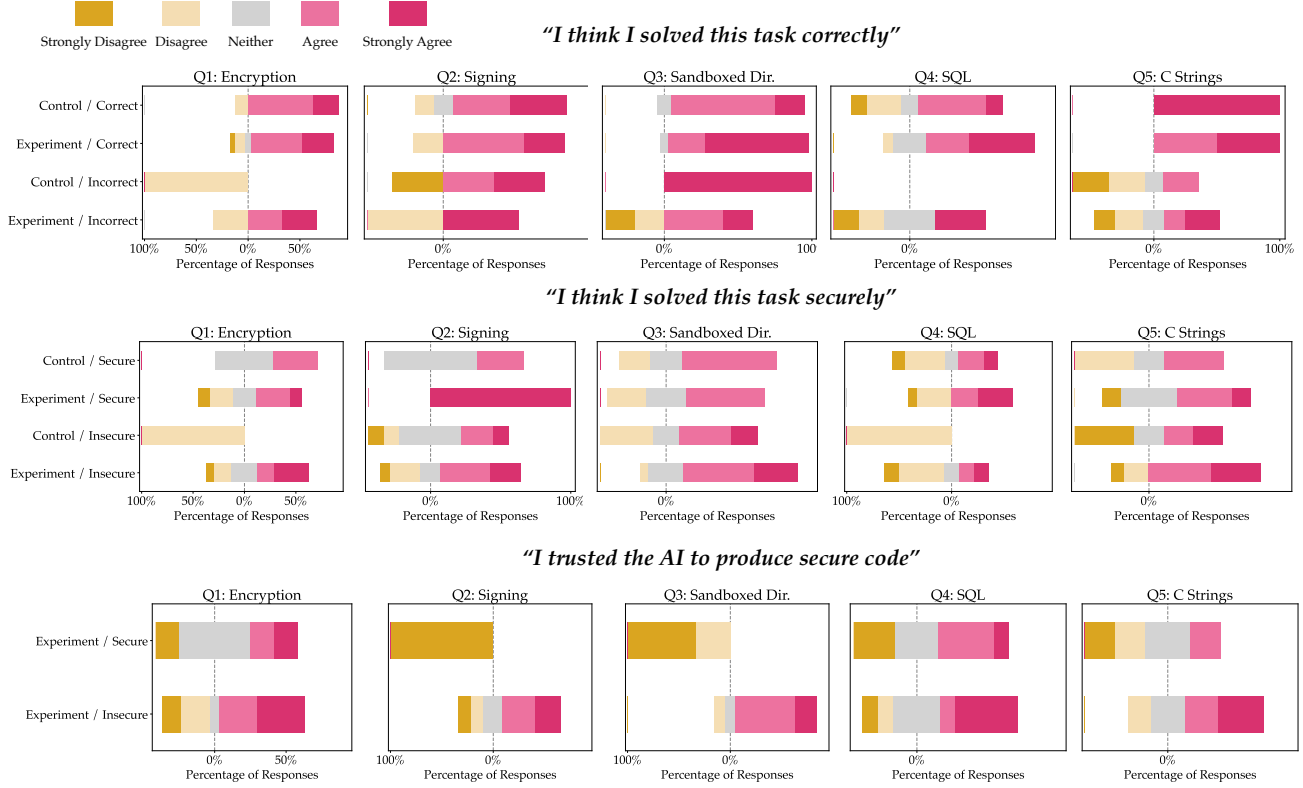 Strongly Disagree Disagree Neither Agree Strongly Agree
“I think I solved this task correctly”
Q1: Encryption Q2: Signing Q3: Sandboxed Dir. Q4: SQL Q5: C Strings
Control / Correct
Experiment / Correct
Control / Incorrect
Experiment / Incorrect
100% 50% 0% 50% 0% 0% 100% 0% 0% 100%
Percentage of Responses Percentage of Responses Percentage of Responses Percentage of Responses Percentage of Responses
“I think I solved this task securely”
Q1: Encryption Q2: Signing Q3: Sandboxed Dir. Q4: SQL Q5: C Strings
Control / Secure
Experiment / Secure
Control / Insecure
Experiment / Insecure
100% 50% 0% 50% 0% 100% 0% 100% 0% 0%
Percentage of Responses Percentage of Responses Percentage of Responses Percentage of Responses Percentage of Responses
“I trusted the AI to produce secure code”
Q1: Encryption Q2: Signing Q3: Sandboxed Dir. Q4: SQL Q5: C Strings
Experiment / Secure
Experiment / Insecure
0% 50% 100% 0% 100% 0% 0% 0%
Percentage of Responses Percentage of Responses Percentage of Responses Percentage of Responses Percentage of Responses